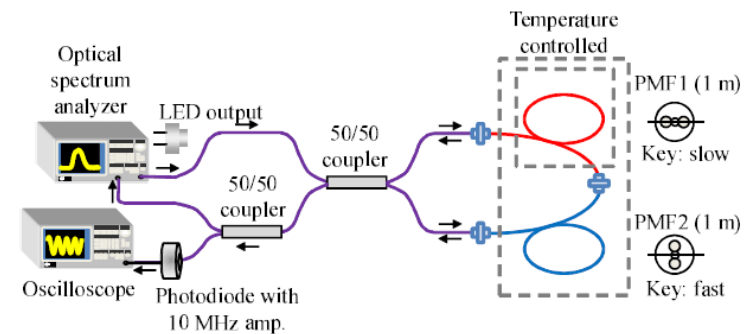 Optical
spectrum
analyzer
LED output
50/50
coupler
50/50
coupler
Oscilloscope
Photodiode with
10 MHz amp.
Temperature
controlled
PMF1 (1 m)
Key: slow
PMF2 (1 m)
Key: fast